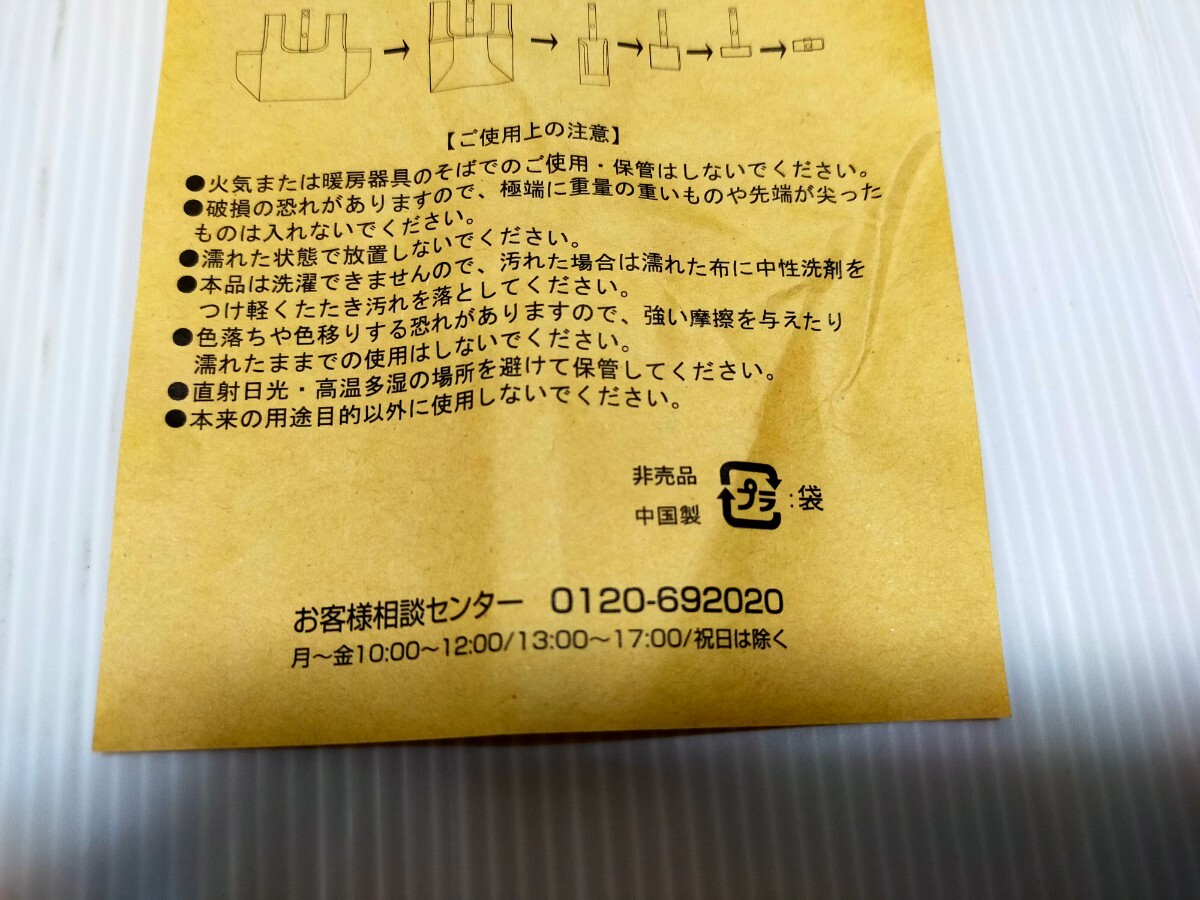 【ご使用上の注意】
●火気または暖房器具のそばでのご使用・保管はしないでください。
●破損の恐れがありますので、極端に重量の重いものや先端が尖った
ものは入れないでください。
●濡れた状態で放置しないでください。
●本品は洗濯できませんので、汚れた場合は濡れた布に中性洗剤を
つけ軽くたたき汚れを落としてください。
●色落ちや色移りする恐れがありますので、強い摩擦を与えたり
濡れたままでの使用はしないでください。
●直射日光・高温多湿の場所を避けて保管してください。
●本来の用途目的以外に使用しないでください。
非売品
中国製
プラ:袋
お客様相談センター 0120-692020
月〜金10:00〜12:00/13:00〜17:00/祝日は除く